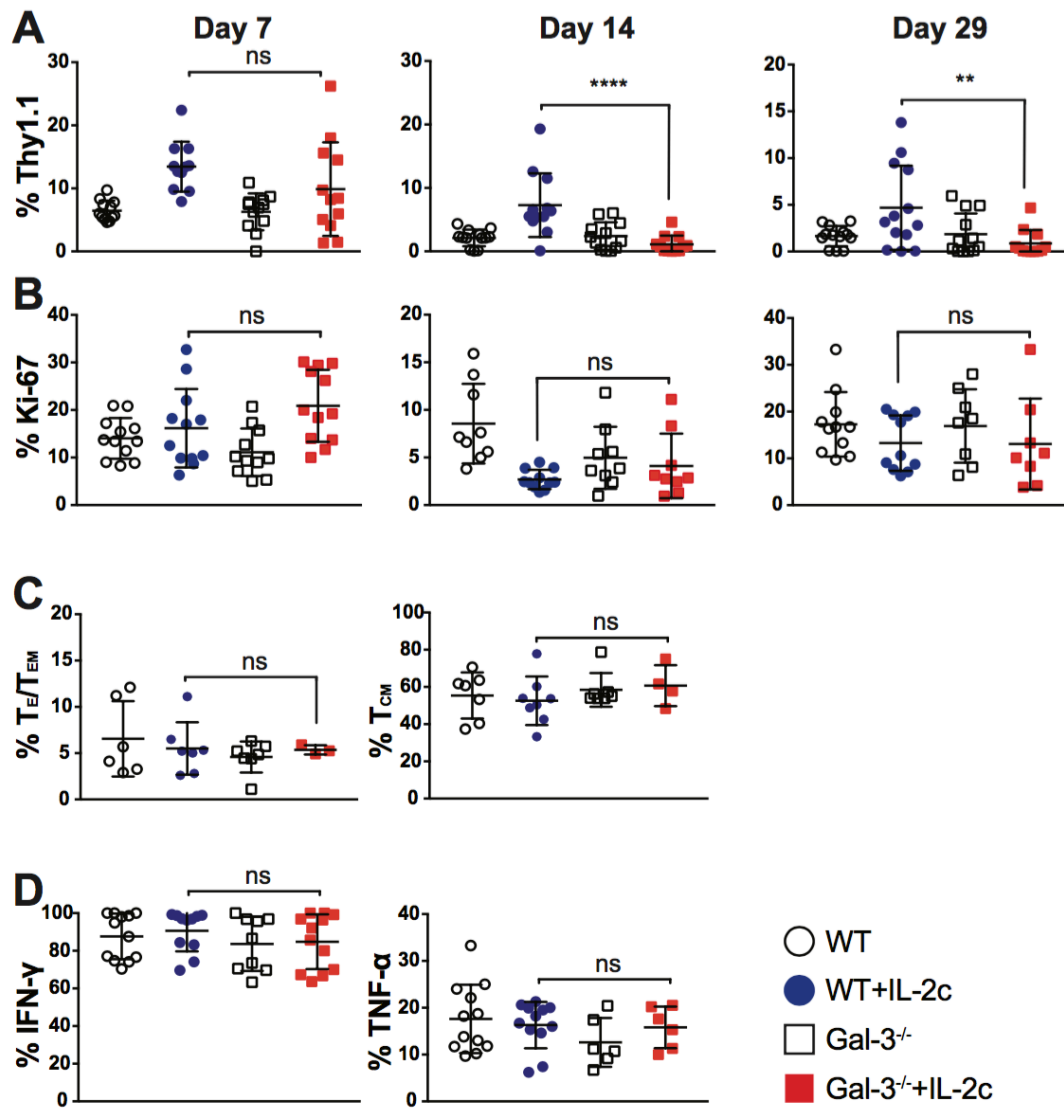 A
Day 7
Day 14
Day 29
% Thy1.1
30
20
10
0
ns
30
20
10
0
****
20
15
10
5
0
**
B
% Ki-67
40
30
20
10
0
ns
20
15
10
5
0
ns
40
30
20
10
0
ns
C
% TE/TEM
20
15
10
5
0
ns
% TCM
100
80
60
40
20
0
ns
D
% IFN-γ
100
80
60
40
20
0
ns
% TNF-α
40
30
20
10
0
ns
WT
WT+IL-2c
Gal-3-/-
Gal-3-/-+IL-2c